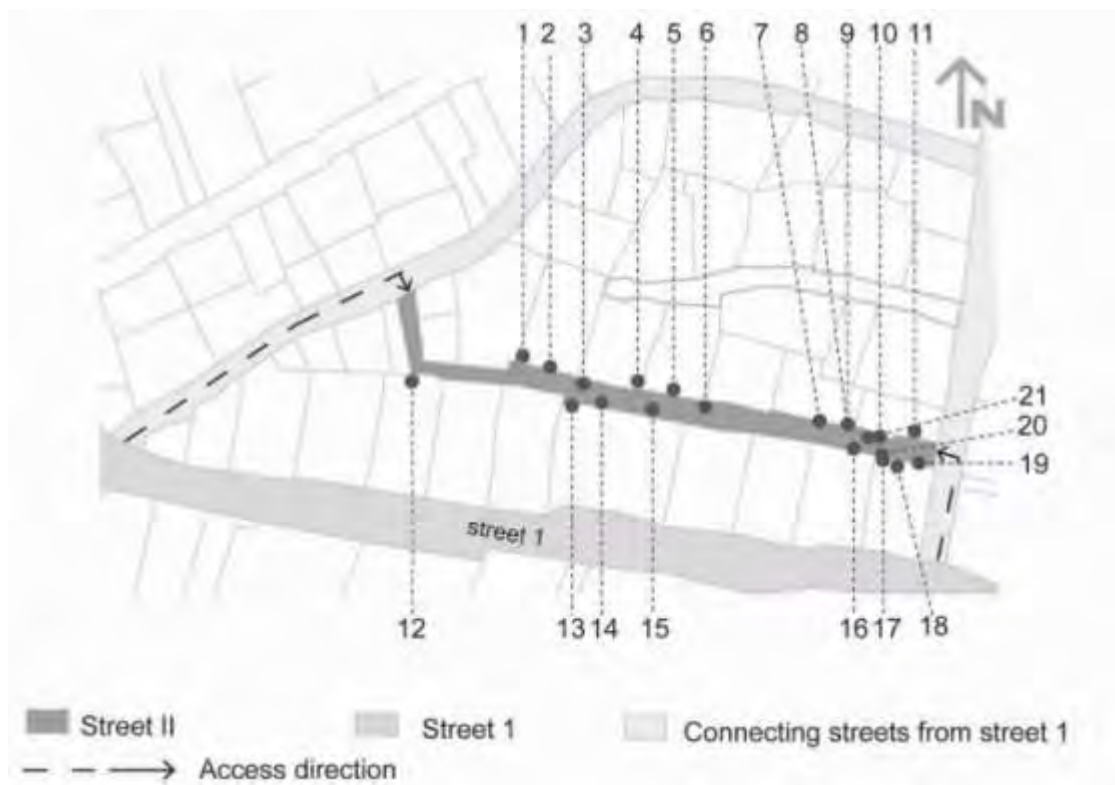 1 2 3 4 5 6 7 8 9 10 11
N
21
20
19
street 1
12 13 14 15 16 17 18
Street II Street 1 Connecting streets from street 1
Access direction